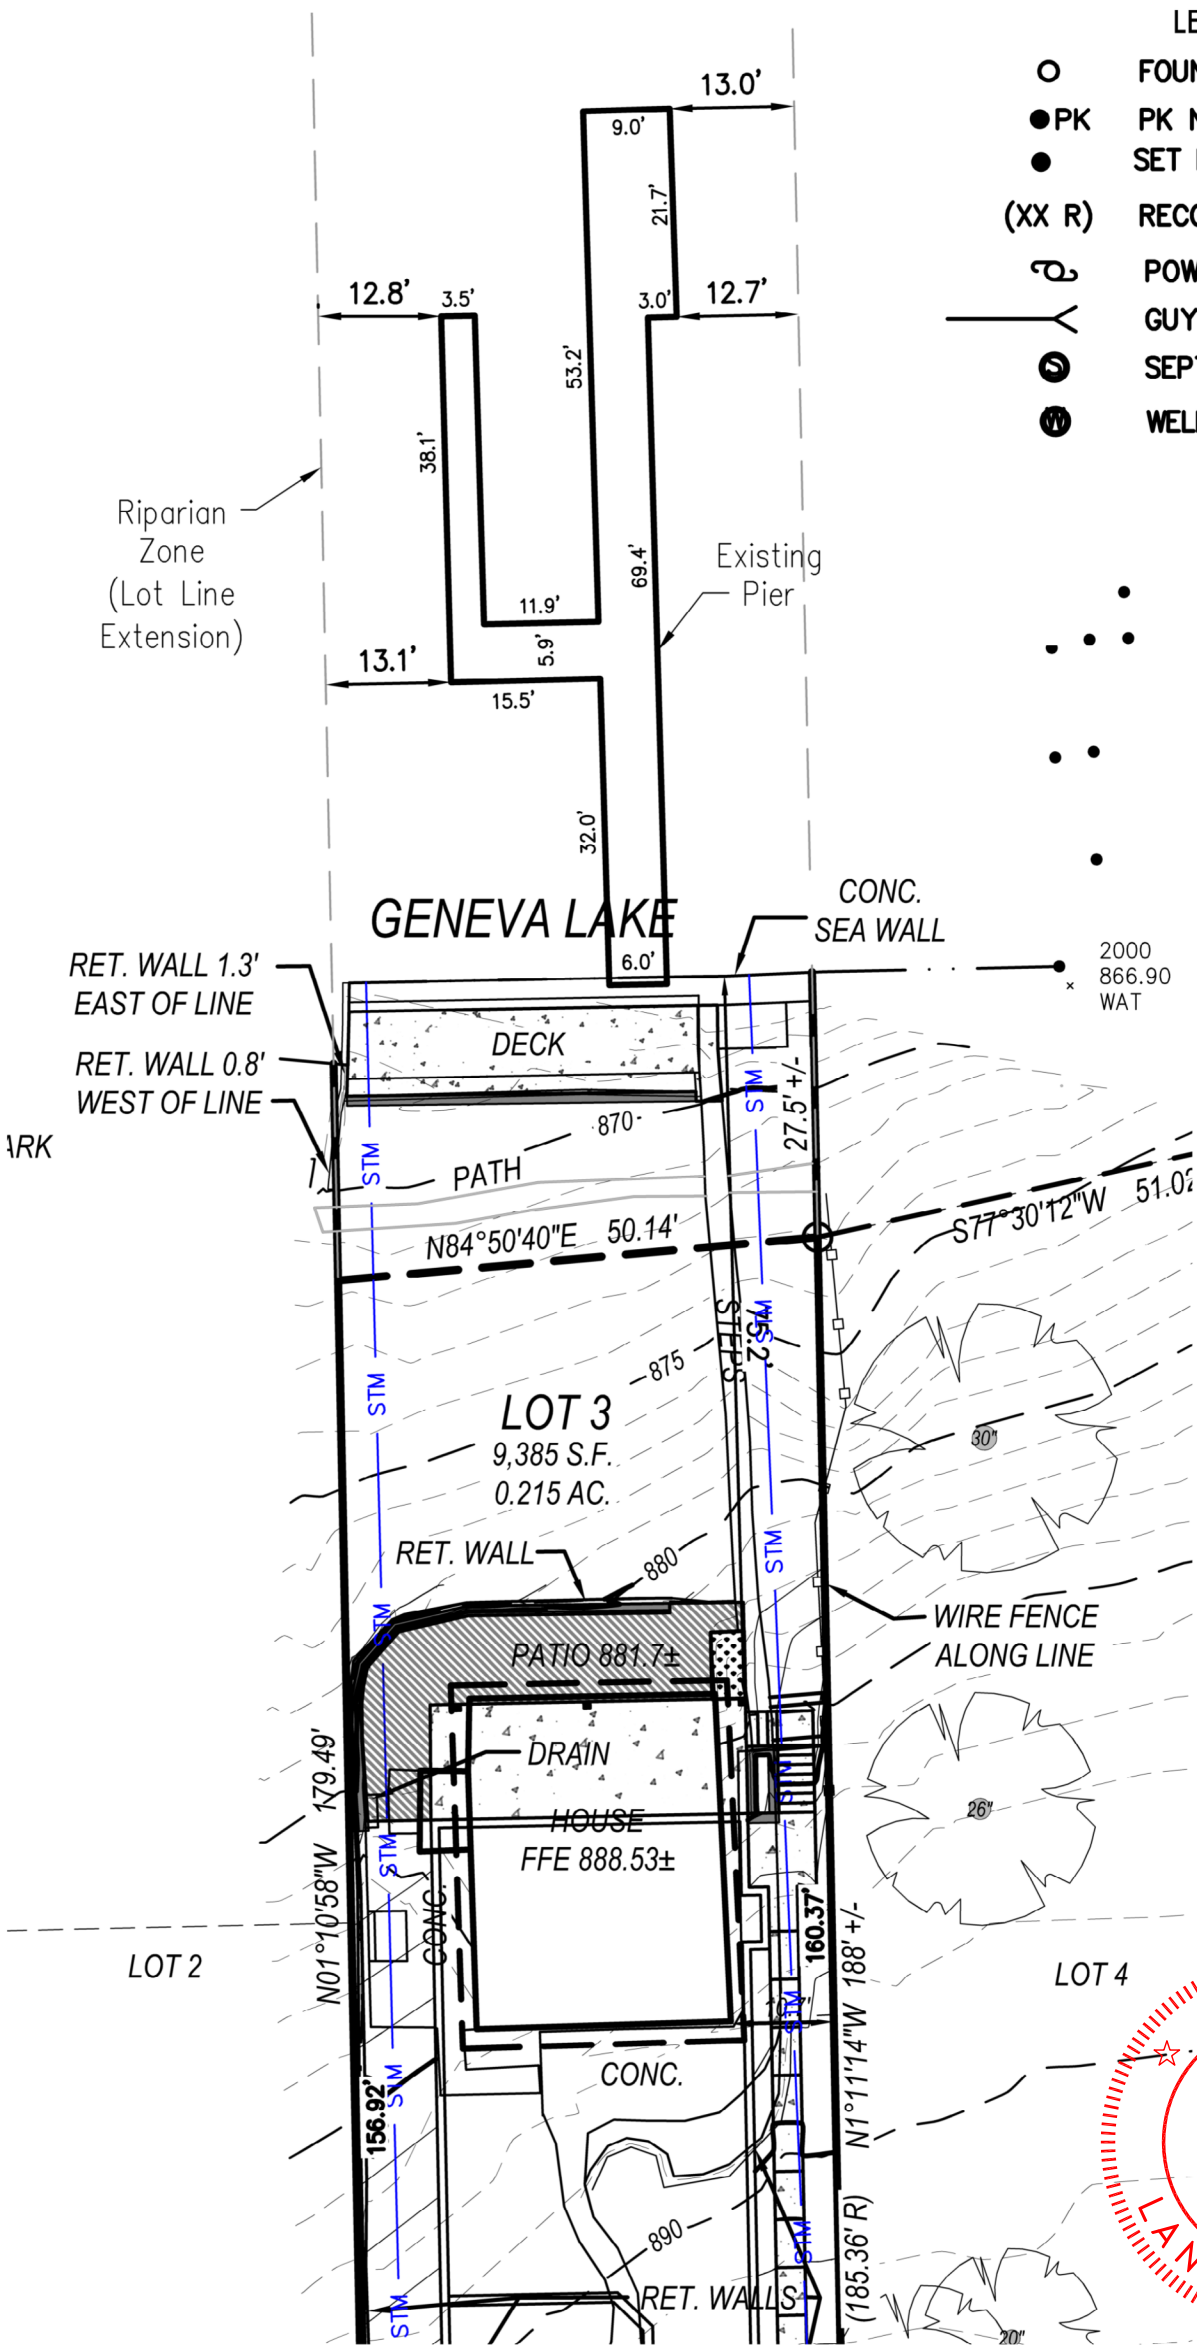 LE
FOUN
PK
PK N
SET
(XX R)
RECO
POW
GUY
S
SEPT
W
WELL
13.0'
9.0'
21.7'
12.8'
3.5'
3.0'
12.7'
53.2'
38.1'
Riparian
Zone
(Lot Line
Extension)
69.4'
Existing
Pier
11.9'
5.9'
13.1'
15.5'
32.0'
GENEVA LAKE
6.0'
CONC.
SEA WALL
2000
866.90
WAT
RET. WALL 1.3'
EAST OF LINE
RET. WALL 0.8'
WEST OF LINE
DECK
STM
27.5' +/-
870
ARK
STM
PATH
N84°50'40"E 50.14'
S77°30'12"W 51.02
STEPS
75.2'
STM
875
STM
LOT 3
9,385 S.F.
0.215 AC.
30"
RET. WALL
880
STM
STM
WIRE FENCE
ALONG LINE
PATIO 881.7±
DRAIN
STM
26"
HOUSE
FFE 888.53±
N01°10'58"W 179.49'
STM
CONC.
160.37'
N1°11'14"W 188' +/-
(185.36' R)
LOT 2
LOT 4
STM
CONC.
156.92'
STM
890
STM
RET. WALLS
STM
20"
LAN